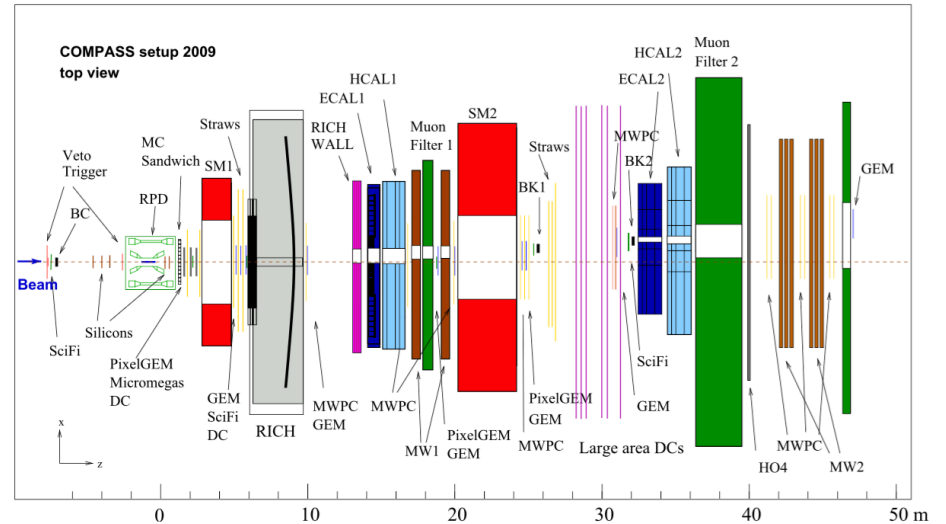 COMPASS setup 2009
top view
Veto
Trigger
BC
MC
Sandwich
RPD
SM1
Straws
ECAL1
HCAL1
RICH
WALL
Muon
Filter 1
SM2
Straws
BK1
MWPC
BK2
ECAL2
HCAL2
Muon
Filter 2
GEM
Beam
SciFi
Silicons
PixelGEM
Micromegas
DC
GEM
SciFi
DC
RICH
MWPC
GEM
MWPC
MW1
PixelGEM
GEM
PixelGEM
GEM
MWPC
Large area DCs
SciFi
GEM
HO4
MWPC
MW2
x
z
0 10 20 30 40 50 m